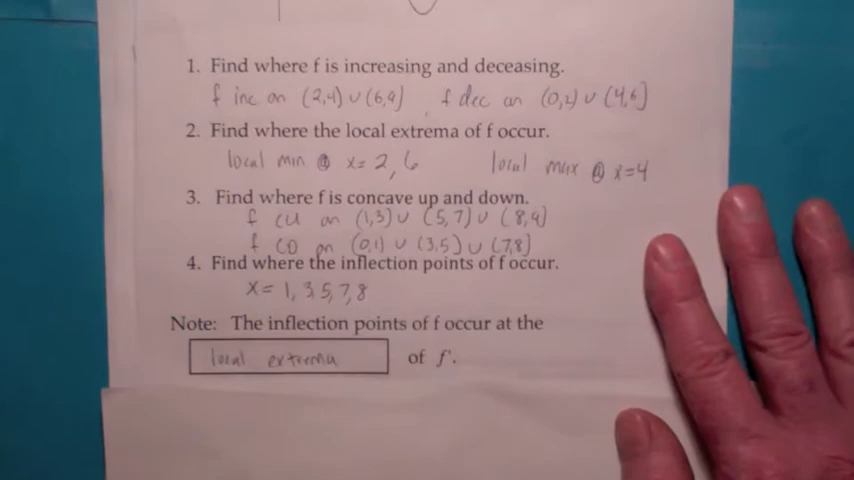 1. Find where f is increasing and deceasing.
f inc on (2,4) ∪ (6,9] , f dec on (0,2) ∪ (4,6]
2. Find where the local extrema of f occur.
local min @ x= 2, 6 local max @ x=4
3. Find where f is concave up and down.
f CU on (1,3) ∪ (5,7) ∪ (8,9]
f CD on (0,1) ∪ (3,5) ∪ (7,8]
4. Find where the inflection points of f occur.
x= 1, 3, 5, 7, 8
Note: The inflection points of f occur at the
local extrema of f'.